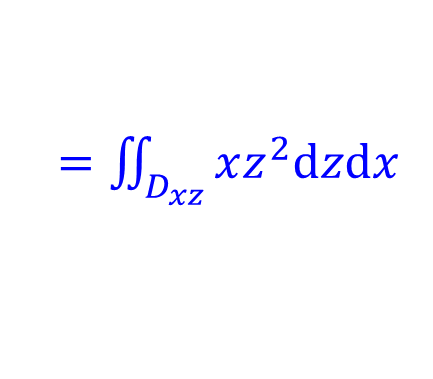 = ∬_{D_{xz}} xz²dzdx